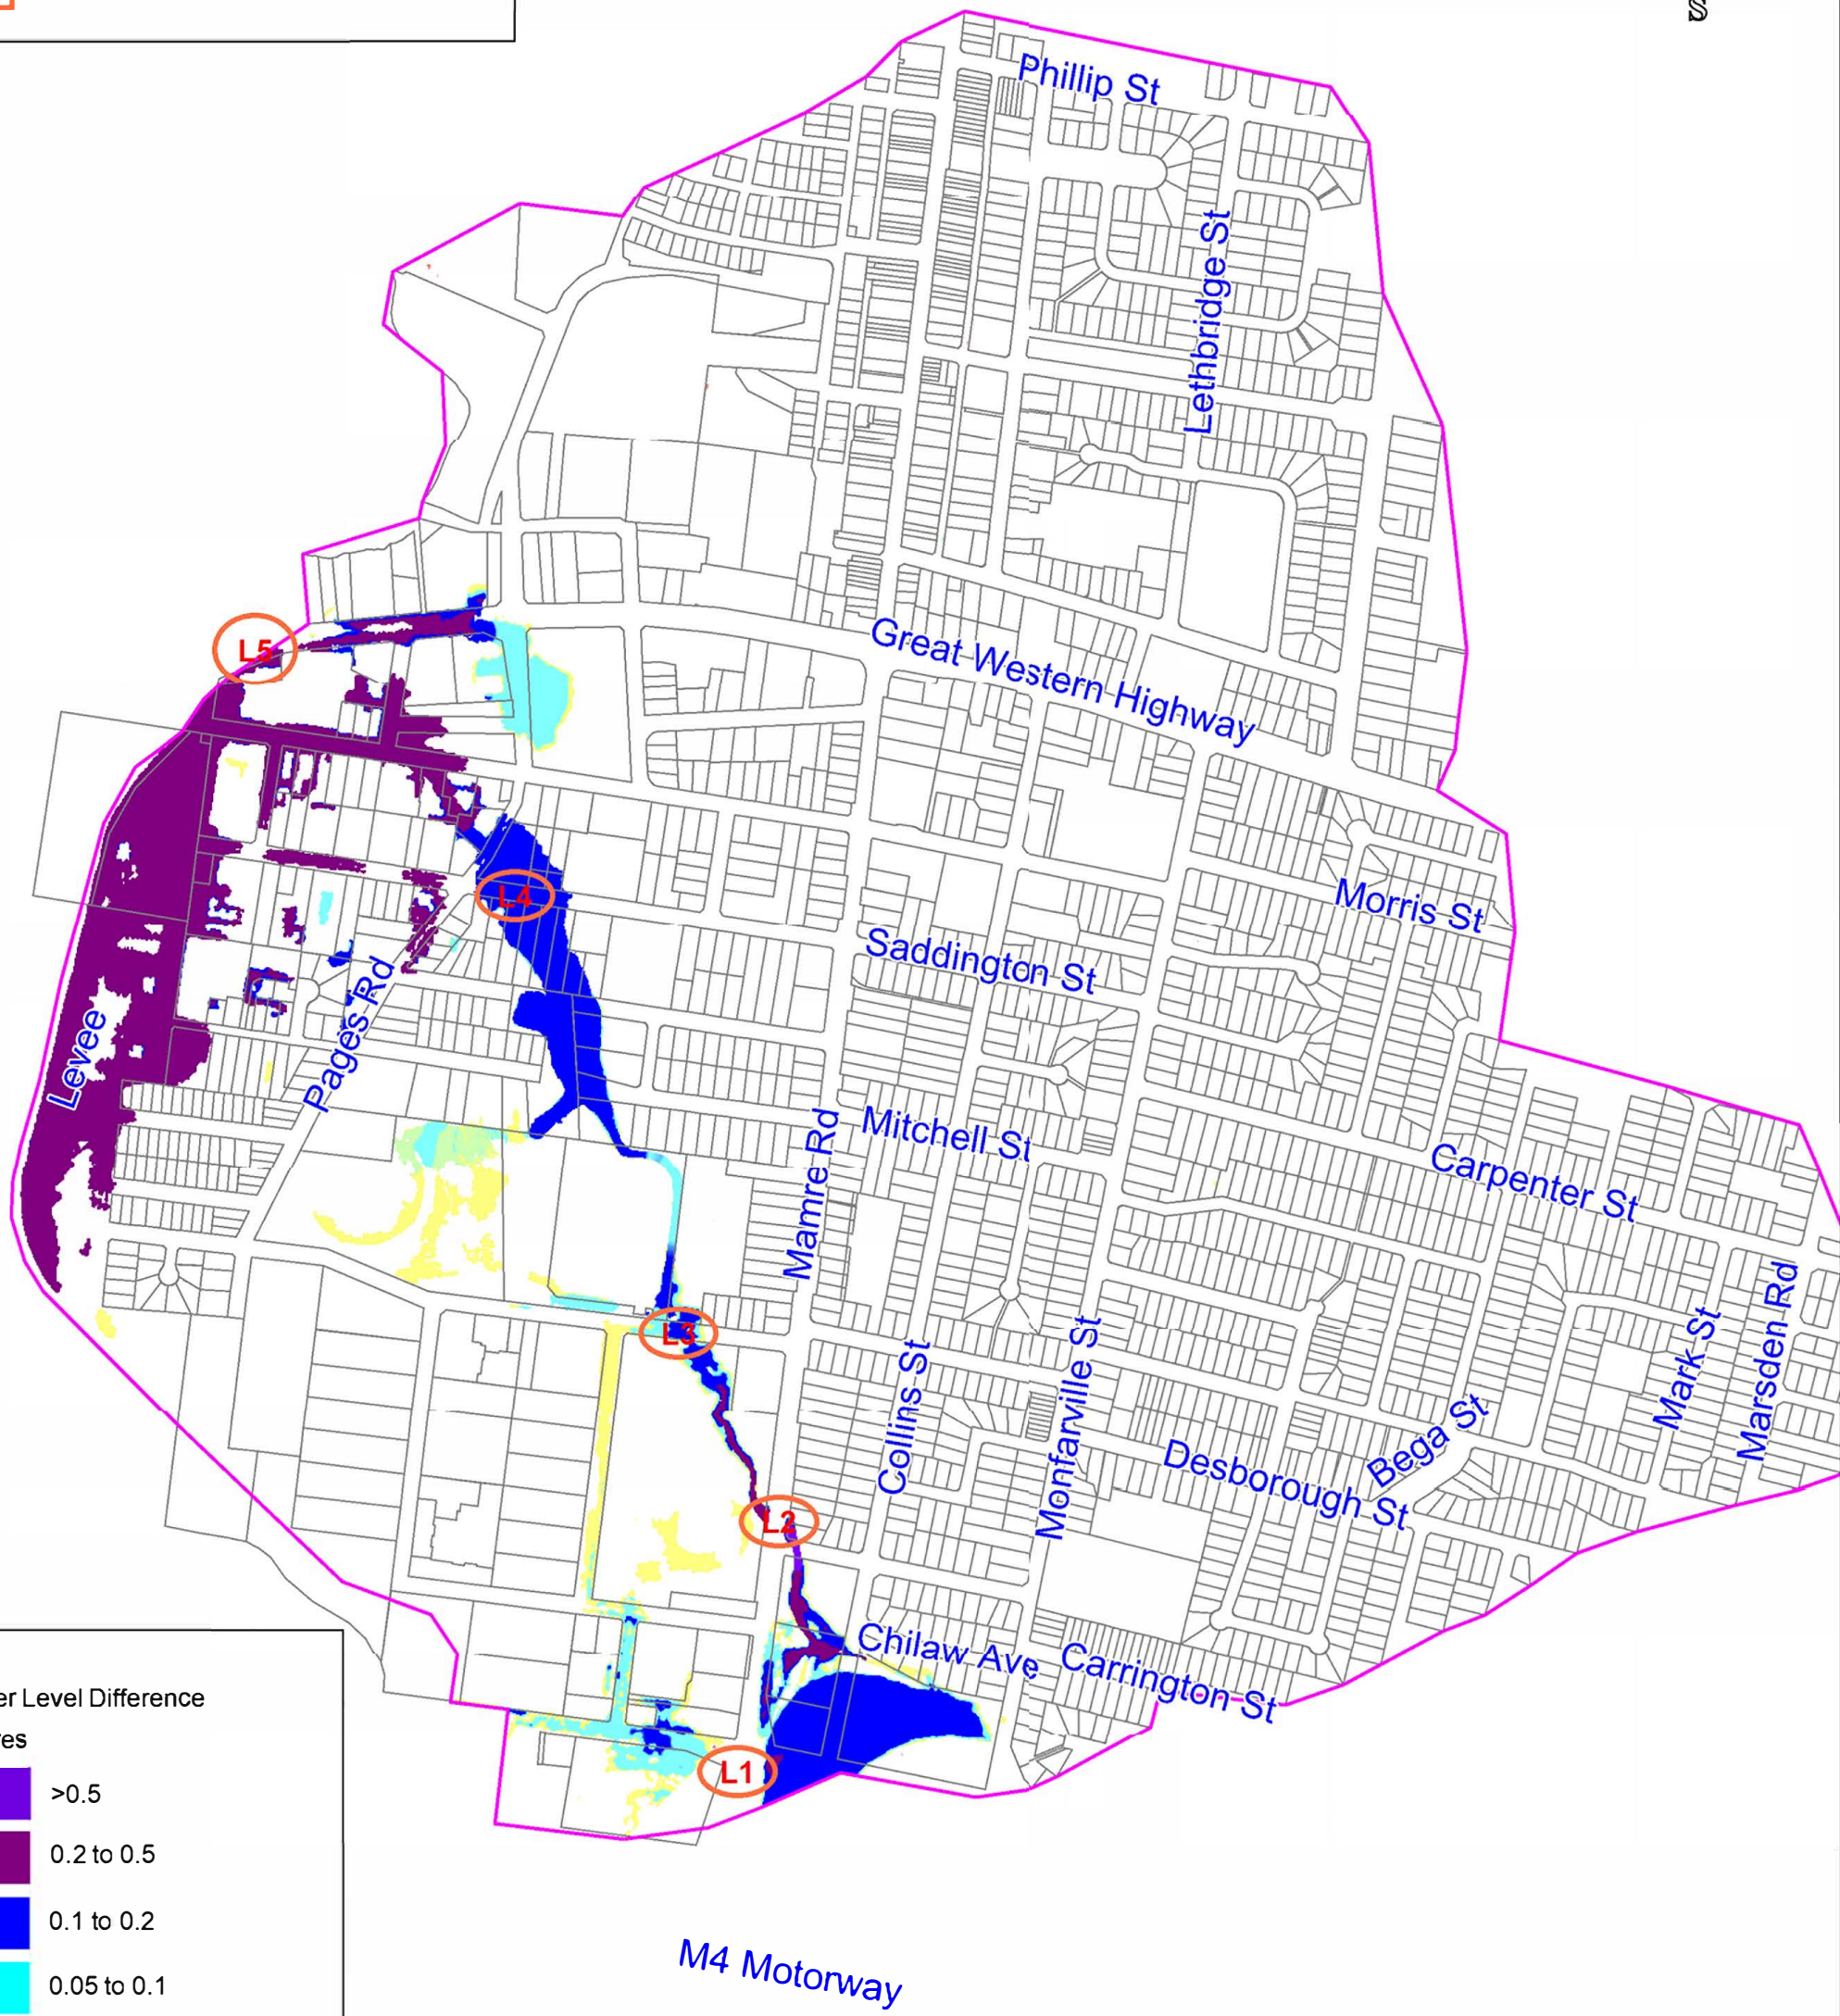 S
Phillip St
Lethbridge St
L5
Great Western Highway
Morris St
L4
Saddington St
Levee
Pages Rd
Mamre Rd
Mitchell St
Carpenter St
L3
Collins St
Monfarville St
Mark St
Marsden Rd
Bega St
Desborough St
L2
Chilaw Ave
Carrington St
L1
er Level Difference
es
>0.5
0.2 to 0.5
0.1 to 0.2
0.05 to 0.1
M4 Motorway